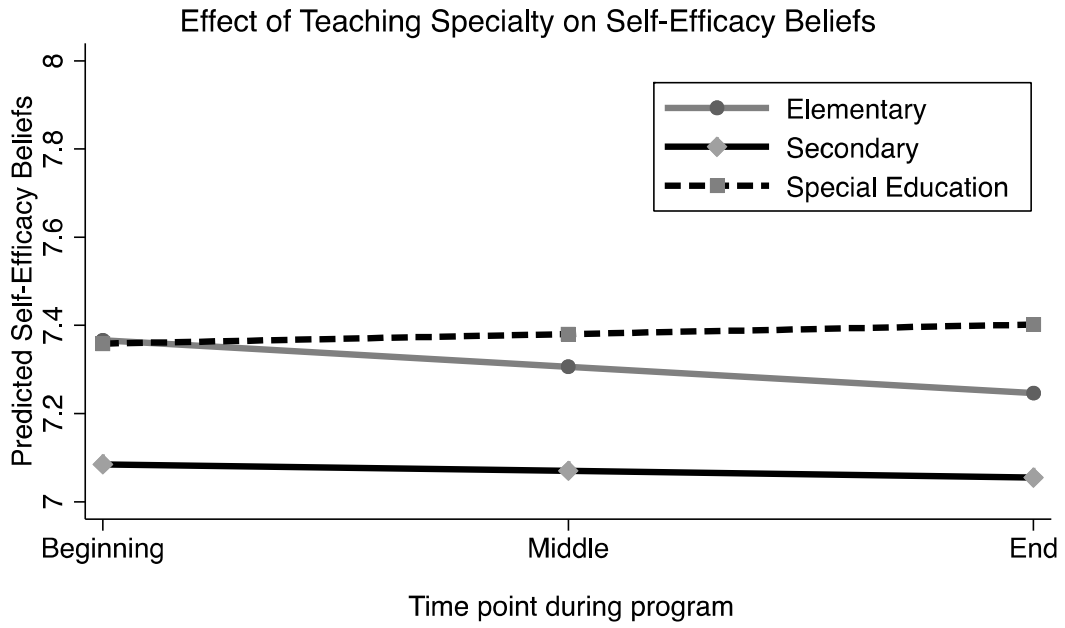 Effect of Teaching Specialty on Self-Efficacy Beliefs
Predicted Self-Efficacy Beliefs
8
7.8
7.6
7.4
7.2
7
Elementary
Secondary
Special Education
Beginning
Middle
End
Time point during program